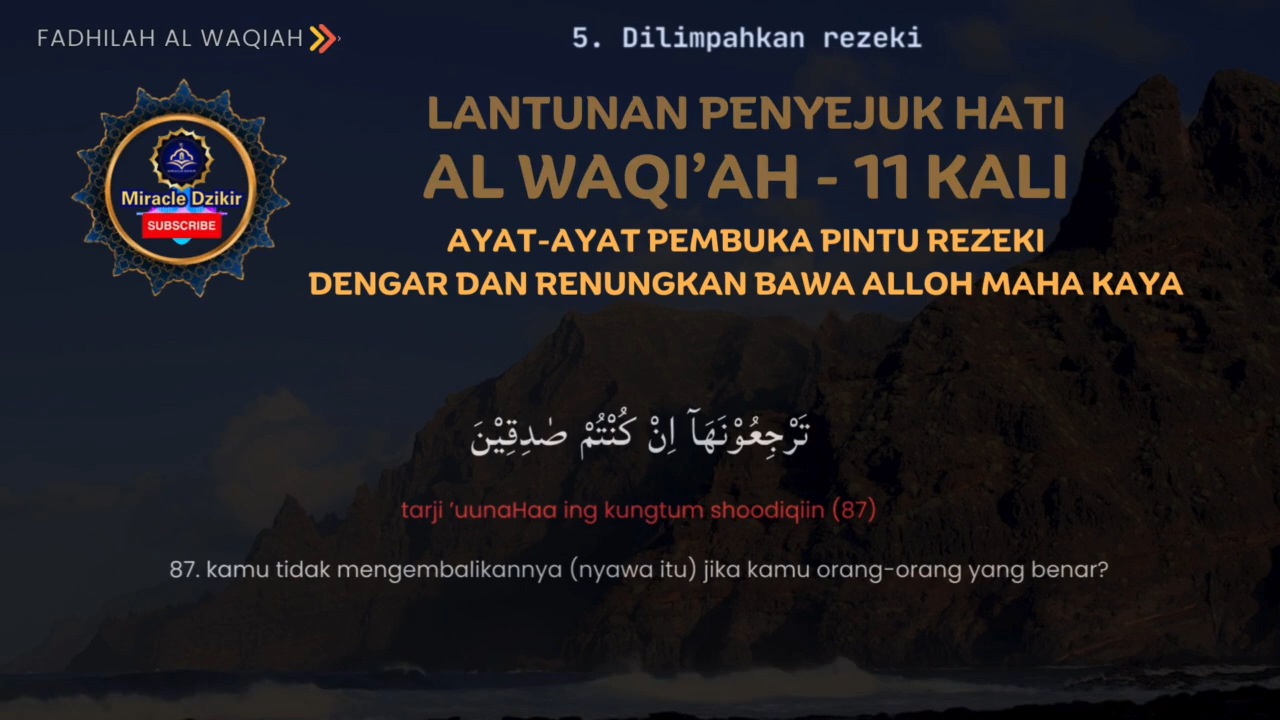 FADHILAH AL WAQIAH
5. Dilimpahkan rezeki
LANTUNAN PENYEJUK HATI
AL WAQI’AH - 11 KALI
AYAT-AYAT PEMBUKA PINTU REZEKI
DENGAR DAN RENUNGKAN BAWA ALLOH MAHA KAYA
Miracle Dzikir
SUBSCRIBE
تَرْجِعُوْنَهَآ اِنْ كُنْتُمْ صٰدِقِيْنَ
tarji ’uunaHaa ing kungtum shoodiqiin (87)
87. kamu tidak mengembalikannya (nyawa itu) jika kamu orang-orang yang benar?